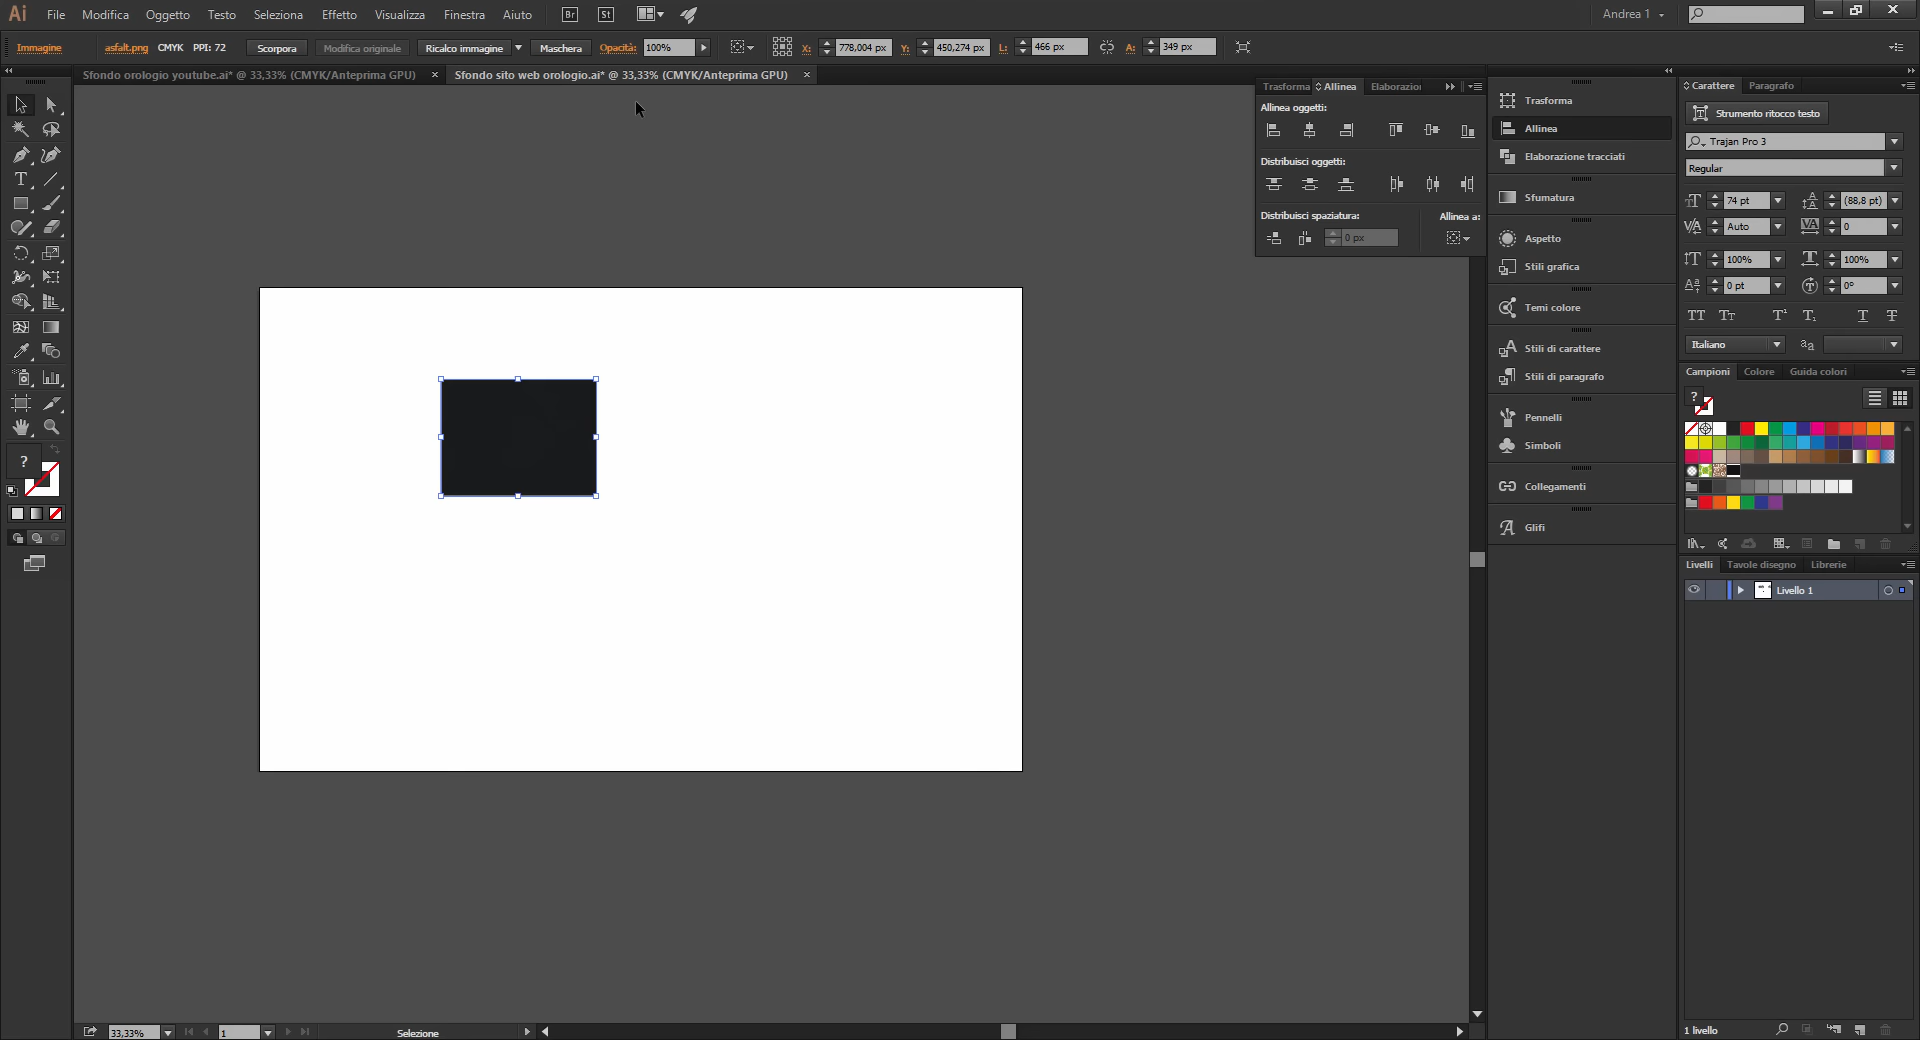 Ai File Modifica Oggetto Testo Seleziona Effetto Visualizza Finestra Aiuto Br St Andrea 1
Immagine asfalt.png CMYK PPI: 72 Scorpora Modifica originale Ricalco immagine Maschera Opacità: 100% X: 778,004 px Y: 450,274 px L: 466 px A: 349 px
Sfondo orologio youtube.ai* @ 33,33% (CMYK/Anteprima GPU) × Sfondo sito web orologio.ai* @ 33,33% (CMYK/Anteprima GPU) ×
Trasforma Allinea Elaborazion
Allinea oggetti:
Distribuisci oggetti:
Distribuisci spaziatura: Allinea a:
0 px
Trasforma
Allinea
Elaborazione tracciati
Sfumatura
Aspetto
Stili grafica
Temi colore
Stili di carattere
Stili di paragrafo
Pennelli
Simboli
Collegamenti
Glifi
Carattere Paragrafo
Strumento ritocco testo
Trajan Pro 3
Regular
74 pt (88,8 pt)
Auto 0
100% 100%
0 pt 0°
TT Tt T¹ T₁ T T
Italiano aa
Campioni Colore Guida colori
?
Livelli Tavole disegno Librerie
Livello 1
1 livello
?
33,33% 1 Selezione